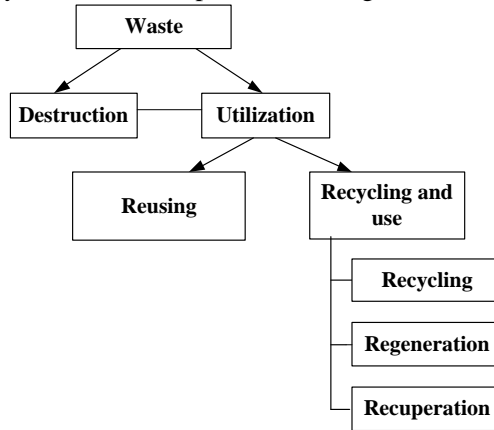 Waste
Destruction
Utilization
Reusing
Recycling and
use
Recycling
Regeneration
Recuperation